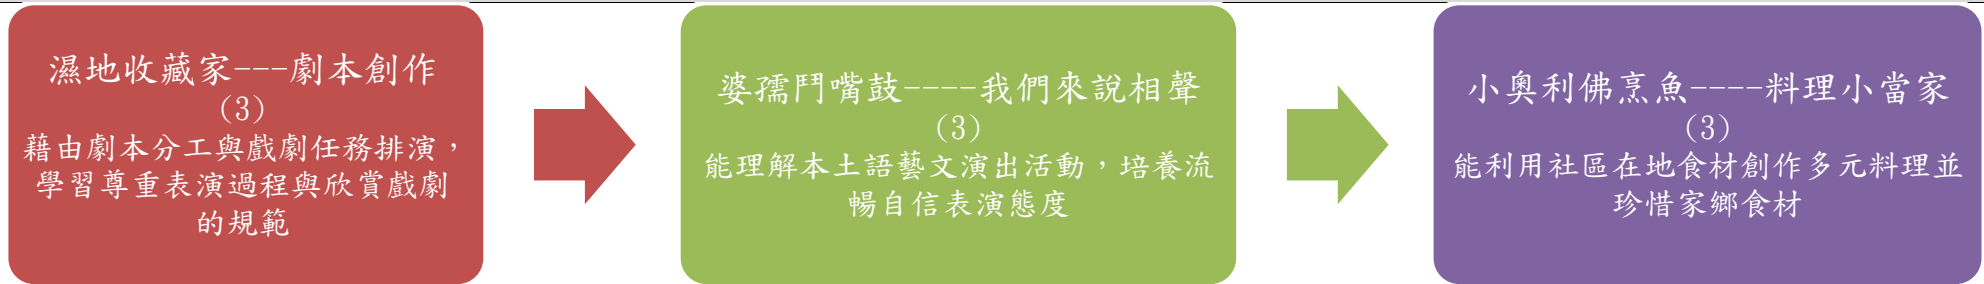 濕地收藏家---劇本創作
(3)
藉由劇本分工與戲劇任務排演，
學習尊重表演過程與欣賞戲劇
的規範
婆孺鬥嘴鼓----我們來說相聲
(3)
能理解本土語藝文演出活動，培養流
暢自信表演態度
小奧利佛烹魚----料理小當家
(3)
能利用社區在地食材創作多元料理並
珍惜家鄉食材